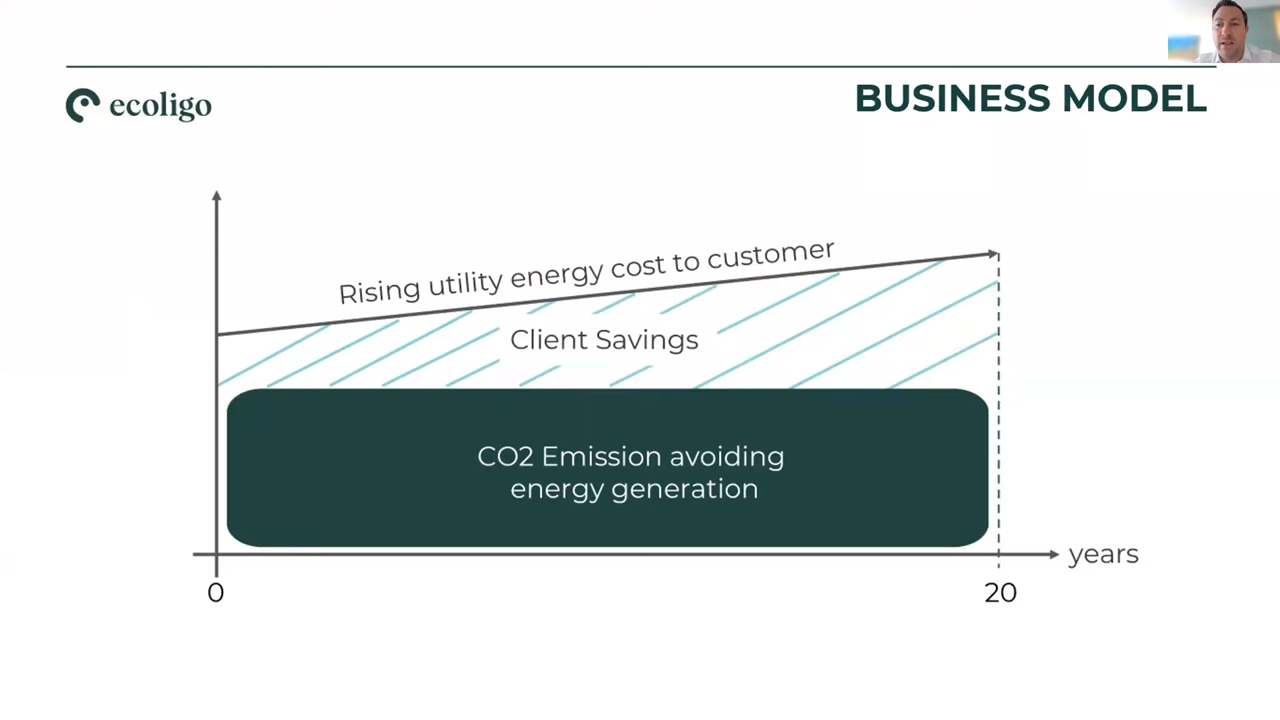 ecoligo
BUSINESS MODEL
Rising utility energy cost to customer
Client Savings
CO2 Emission avoiding
energy generation
years
0
20